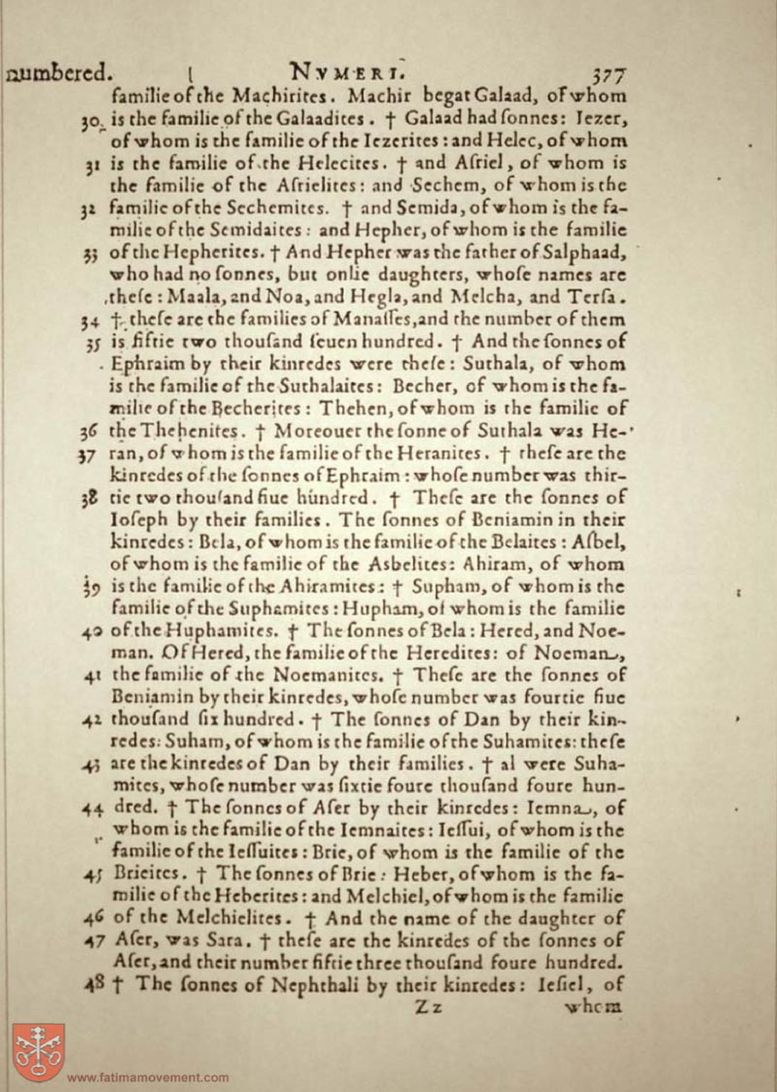 numbered. NVMERI. 377
familie of the Machirites. Machir begat Galaad, of whom
30 is the familie of the Galaadites. † Galaad had ſonnes: Iezer,
of whom is the familie of the Iezerites: and Helec, of whom
31 is the familie of the Helecites. † and Aſriel, of whom is
the familie of the Aſrielites: and Sechem, of whom is the
32 familie of the Sechemites. † and Semida, of whom is the fa-
milie of the Semidaites: and Hepher, of whom is the familie
33 of the Hepherites. † And Hepher was the father of Salphaad,
who had no ſonnes, but onlie daughters, whoſe names are
theſe: Maala, and Noa, and Hegla, and Melcha, and Terſa.
34 † theſe are the families of Manaſſes, and the number of them
35 is fiftie two thouſand ſeuen hundred. † And the ſonnes of
Ephraim by their kinredes were theſe: Suthala, of whom
is the familie of the Suthalaites: Becher, of whom is the fa-
milie of the Becherites: Thehen, of whom is the familie of
36 the Thehenites. † Moreouer the ſonne of Suthala was He-
37 ran, of whom is the familie of the Heranites. † theſe are the
kinredes of the ſonnes of Ephraim: whoſe number was thir-
38 tie two thouſand fiue hundred. † Theſe are the ſonnes of
Ioſeph by their families. The ſonnes of Beniamin in their
kinredes: Bela, of whom is the familie of the Belaites: Aſbel,
of whom is the familie of the Asbelites: Ahiram, of whom
39 is the familie of the Ahiramites: † Supham, of whom is the
familie of the Suphamites: Hupham, of whom is the familie
40 of the Huphamites. † The ſonnes of Bela: Hered, and Noe-
man. Of Hered, the familie of the Heredites: of Noeman,
41 the familie of the Noemanites. † Theſe are the ſonnes of
Beniamin by their kinredes, whoſe number was fourtie fiue
42 thouſand ſix hundred. † The ſonnes of Dan by their kin-
redes: Suham, of whom is the familie of the Suhamites: theſe
43 are the kinredes of Dan by their families. † al were Suha-
mites, whoſe number was ſixtie foure thouſand foure hun-
44 dred. † The ſonnes of Aſer by their kinredes: Iemna, of
whom is the familie of the Iemnaites: Ieſſui, of whom is the
familie of the Ieſſuites: Brie, of whom is the familie of the
45 Brieites. † The ſonnes of Brie: Heber, of whom is the fa-
milie of the Heberites: and Melchiel, of whom is the familie
46 of the Melchielites. † And the name of the daughter of
47 Aſer, was Sara. † theſe are the kinredes of the ſonnes of
Aſer, and their number fiftie three thouſand foure hundred.
48 † The ſonnes of Nephthali by their kinredes: Ieſiel, of
Zz whom
www.fatimamovement.com